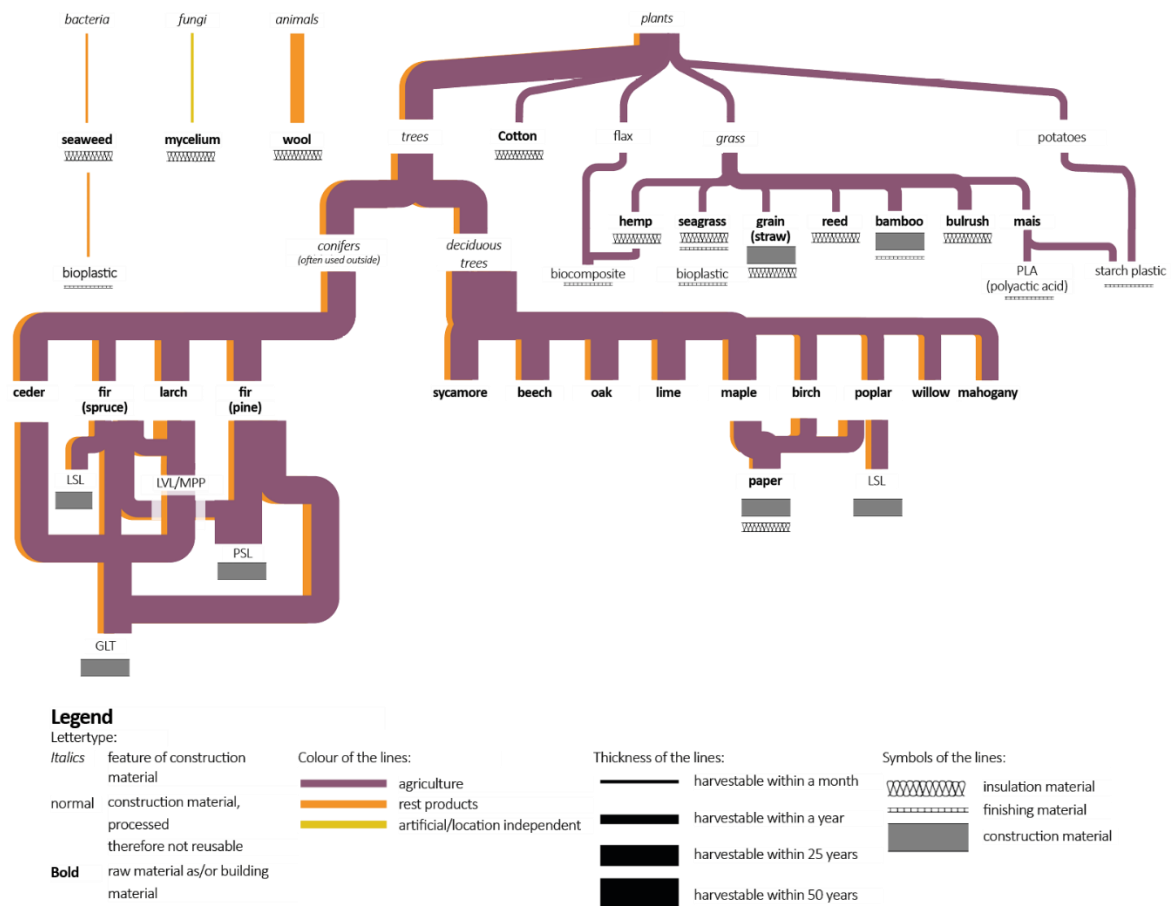 bacteria
fungi
animals
plants
seaweed
mycelium
wool
trees
Cotton
flax
grass
potatoes
hemp
seagrass
grain
(straw)
reed
bamboo
bulrush
mais
conifers
(often used outside)
deciduous
trees
bioplastic
biocomposite
bioplastic
PLA
(polyactic acid)
starch plastic
ceder
fir
(spruce)
larch
fir
(pine)
sycamore
beech
oak
lime
maple
birch
poplar
willow
mahogany
LSL
LVL/MPP
paper
LSL
PSL
GLT
Legend
Lettertype:
Italics feature of construction
material
normal construction material,
processed
therefore not reusable
Bold raw material as/or building
material
Colour of the lines:
agriculture
rest products
artificial/location independent
Thickness of the lines:
harvestable within a month
harvestable within a year
harvestable within 25 years
harvestable within 50 years
Symbols of the lines:
insulation material
finishing material
construction material